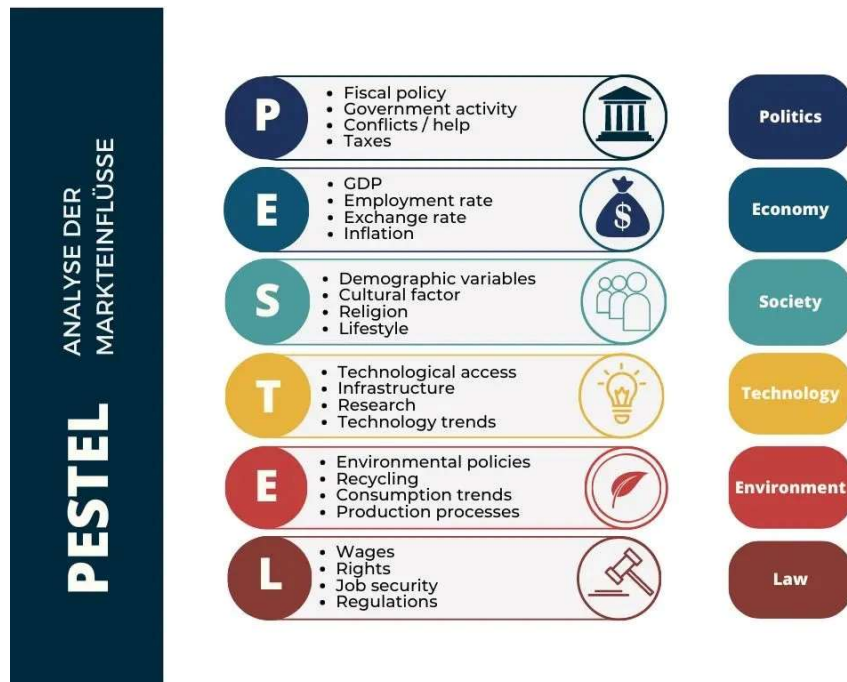 PESTEL
ANALYSE DER
MARKTEINFLÜSSE
P
• Fiscal policy
• Government activity
• Conflicts / help
• Taxes
Politics
E
• GDP
• Employment rate
• Exchange rate
• Inflation
$
Economy
S
• Demographic variables
• Cultural factor
• Religion
• Lifestyle
Society
T
• Technological access
• Infrastructure
• Research
• Technology trends
Technology
E
• Environmental policies
• Recycling
• Consumption trends
• Production processes
Environment
L
• Wages
• Rights
• Job security
• Regulations
Law